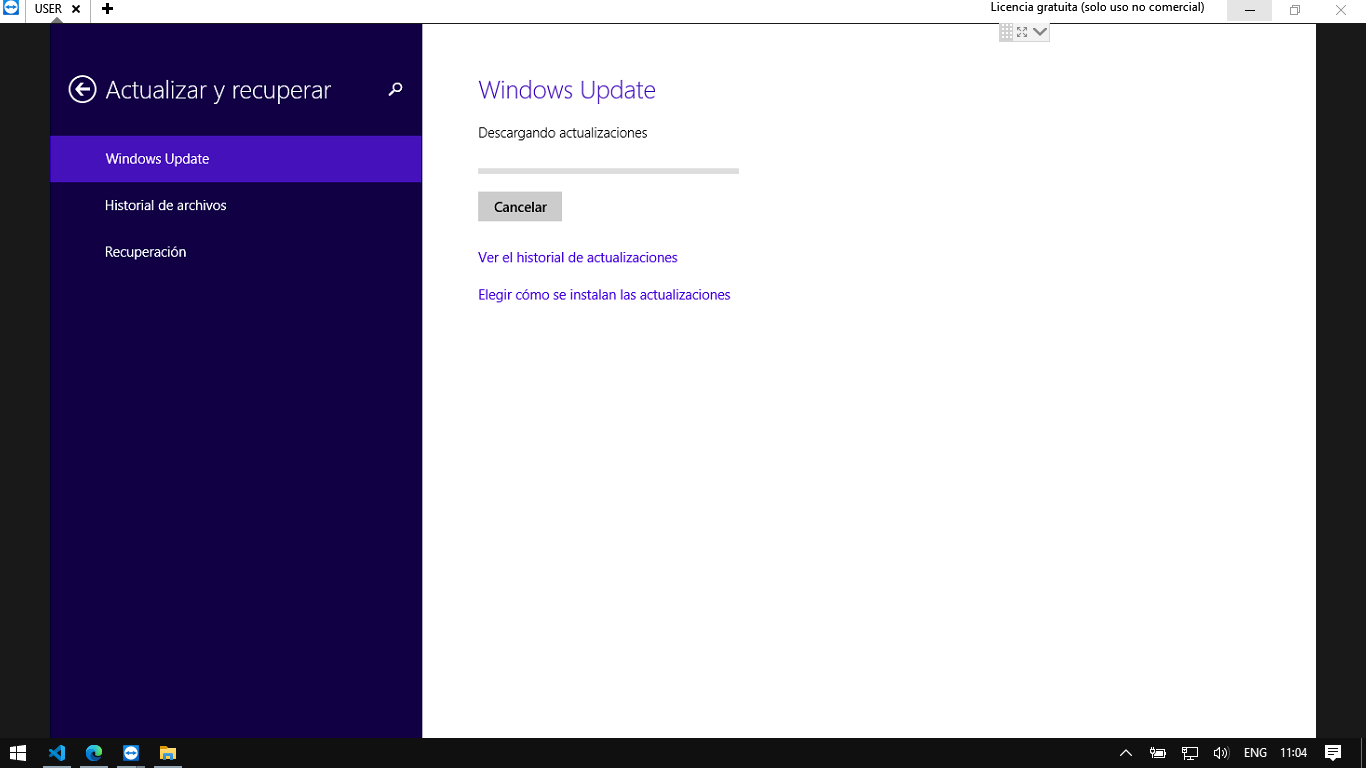 USER
Licencia gratuita (solo uso no comercial)
Actualizar y recuperar
Windows Update
Historial de archivos
Recuperación
Windows Update
Descargando actualizaciones
Cancelar
Ver el historial de actualizaciones
Elegir cómo se instalan las actualizaciones
ENG
11:04